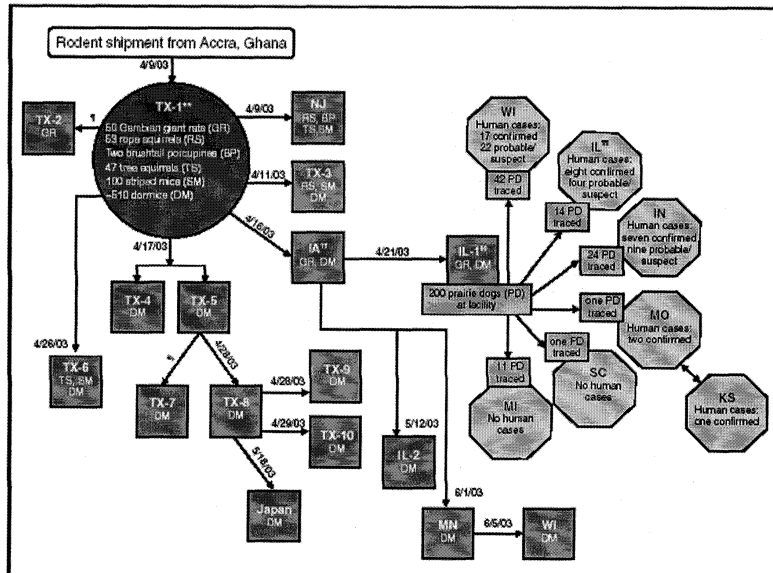 Rodent shipment from Accra, Ghana
4/9/03
TX-1**
50 Gambian giant rats (GR)
53 rope squirrels (RS)
Two brushtail porcupines (BP)
47 tree squirrels (TS)
100 striped mice (SM)
~510 dormice (DM)
TX-2
GR
4/9/03
NJ
RS, BP
TS, SM
4/11/03
TX-3
RS, SM
DM
4/16/03
IA††
GR, DM
4/21/03
IL-1§§
GR, DM
200 prairie dogs (PD)
at facility
WI
Human cases:
17 confirmed
22 probable/
suspect
42 PD
traced
IL¶¶
Human cases:
eight confirmed
four probable/
suspect
14 PD
traced
IN
Human cases:
seven confirmed
nine probable/
suspect
24 PD
traced
one PD
traced
MO
Human cases:
two confirmed
KS
Human cases:
one confirmed
one PD
traced
SC
No human
cases
11 PD
traced
MI
No human
cases
4/17/03
TX-4
DM
TX-5
DM
4/26/03
TX-6
TS, SM
DM
TX-7
DM
4/28/03
TX-8
DM
4/28/03
TX-9
DM
4/29/03
TX-10
DM
5/18/03
Japan
DM
5/12/03
IL-2
DM
6/1/03
MN
DM
6/5/03
WI
DM